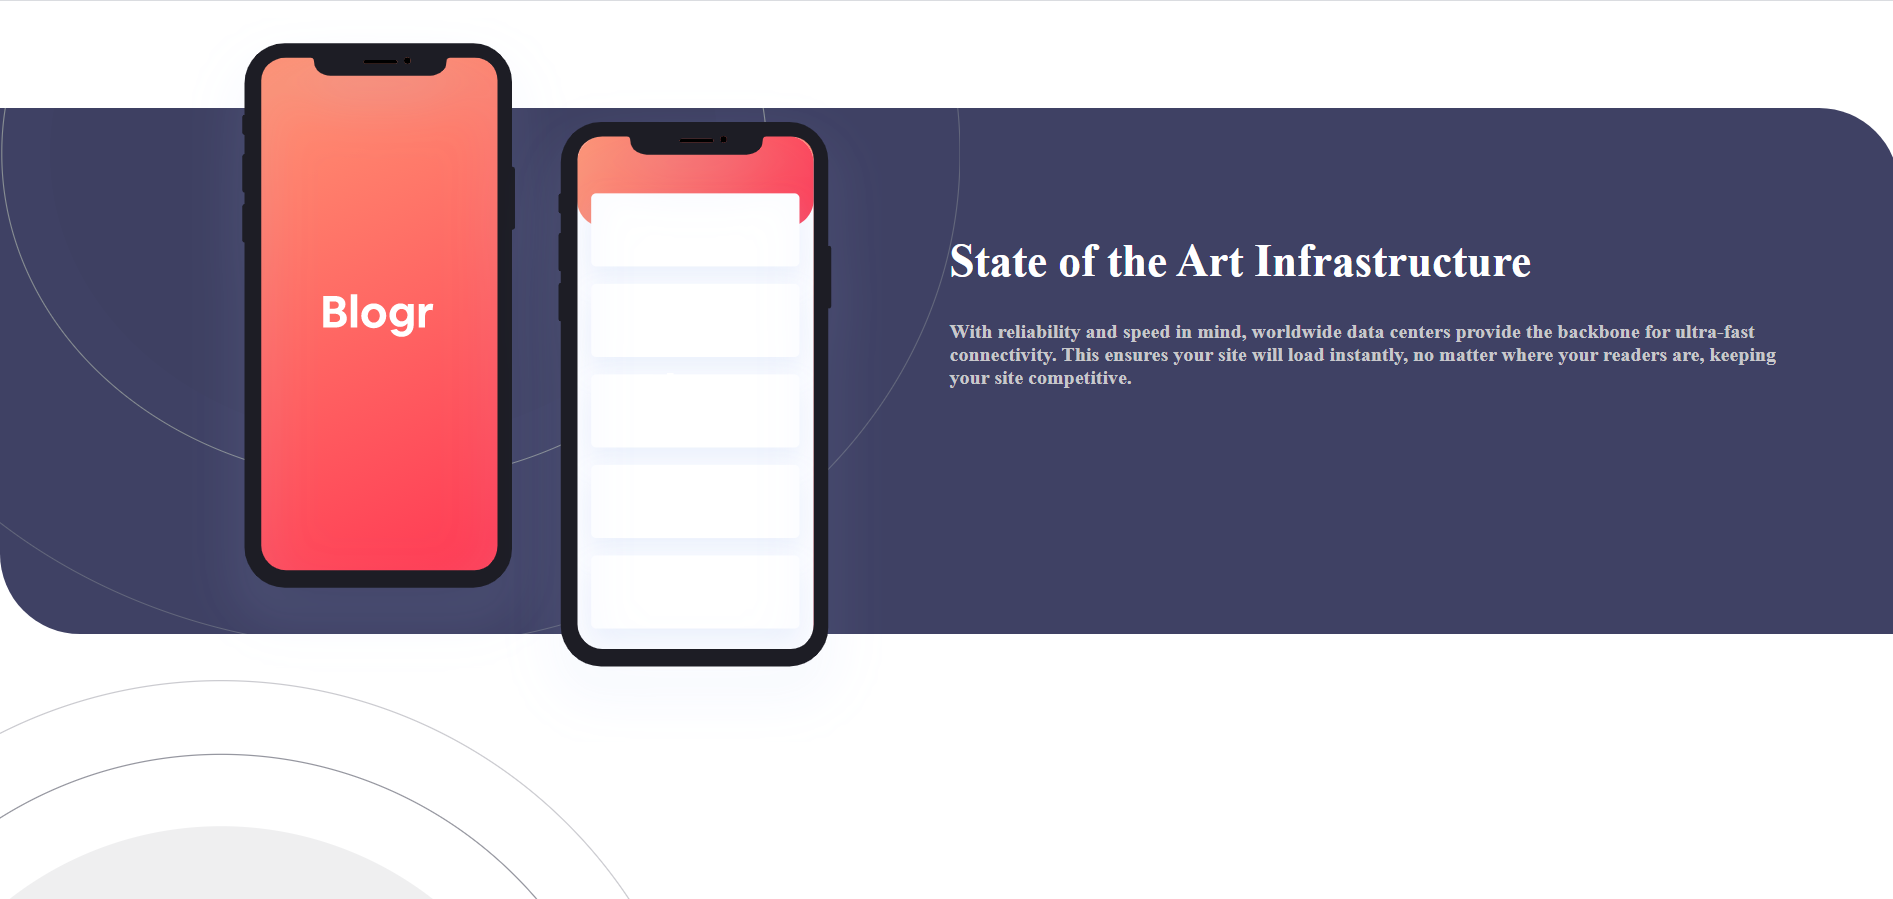 Blogr
State of the Art Infrastructure
With reliability and speed in mind, worldwide data centers provide the backbone for ultra-fast
connectivity. This ensures your site will load instantly, no matter where your readers are, keeping
your site competitive.